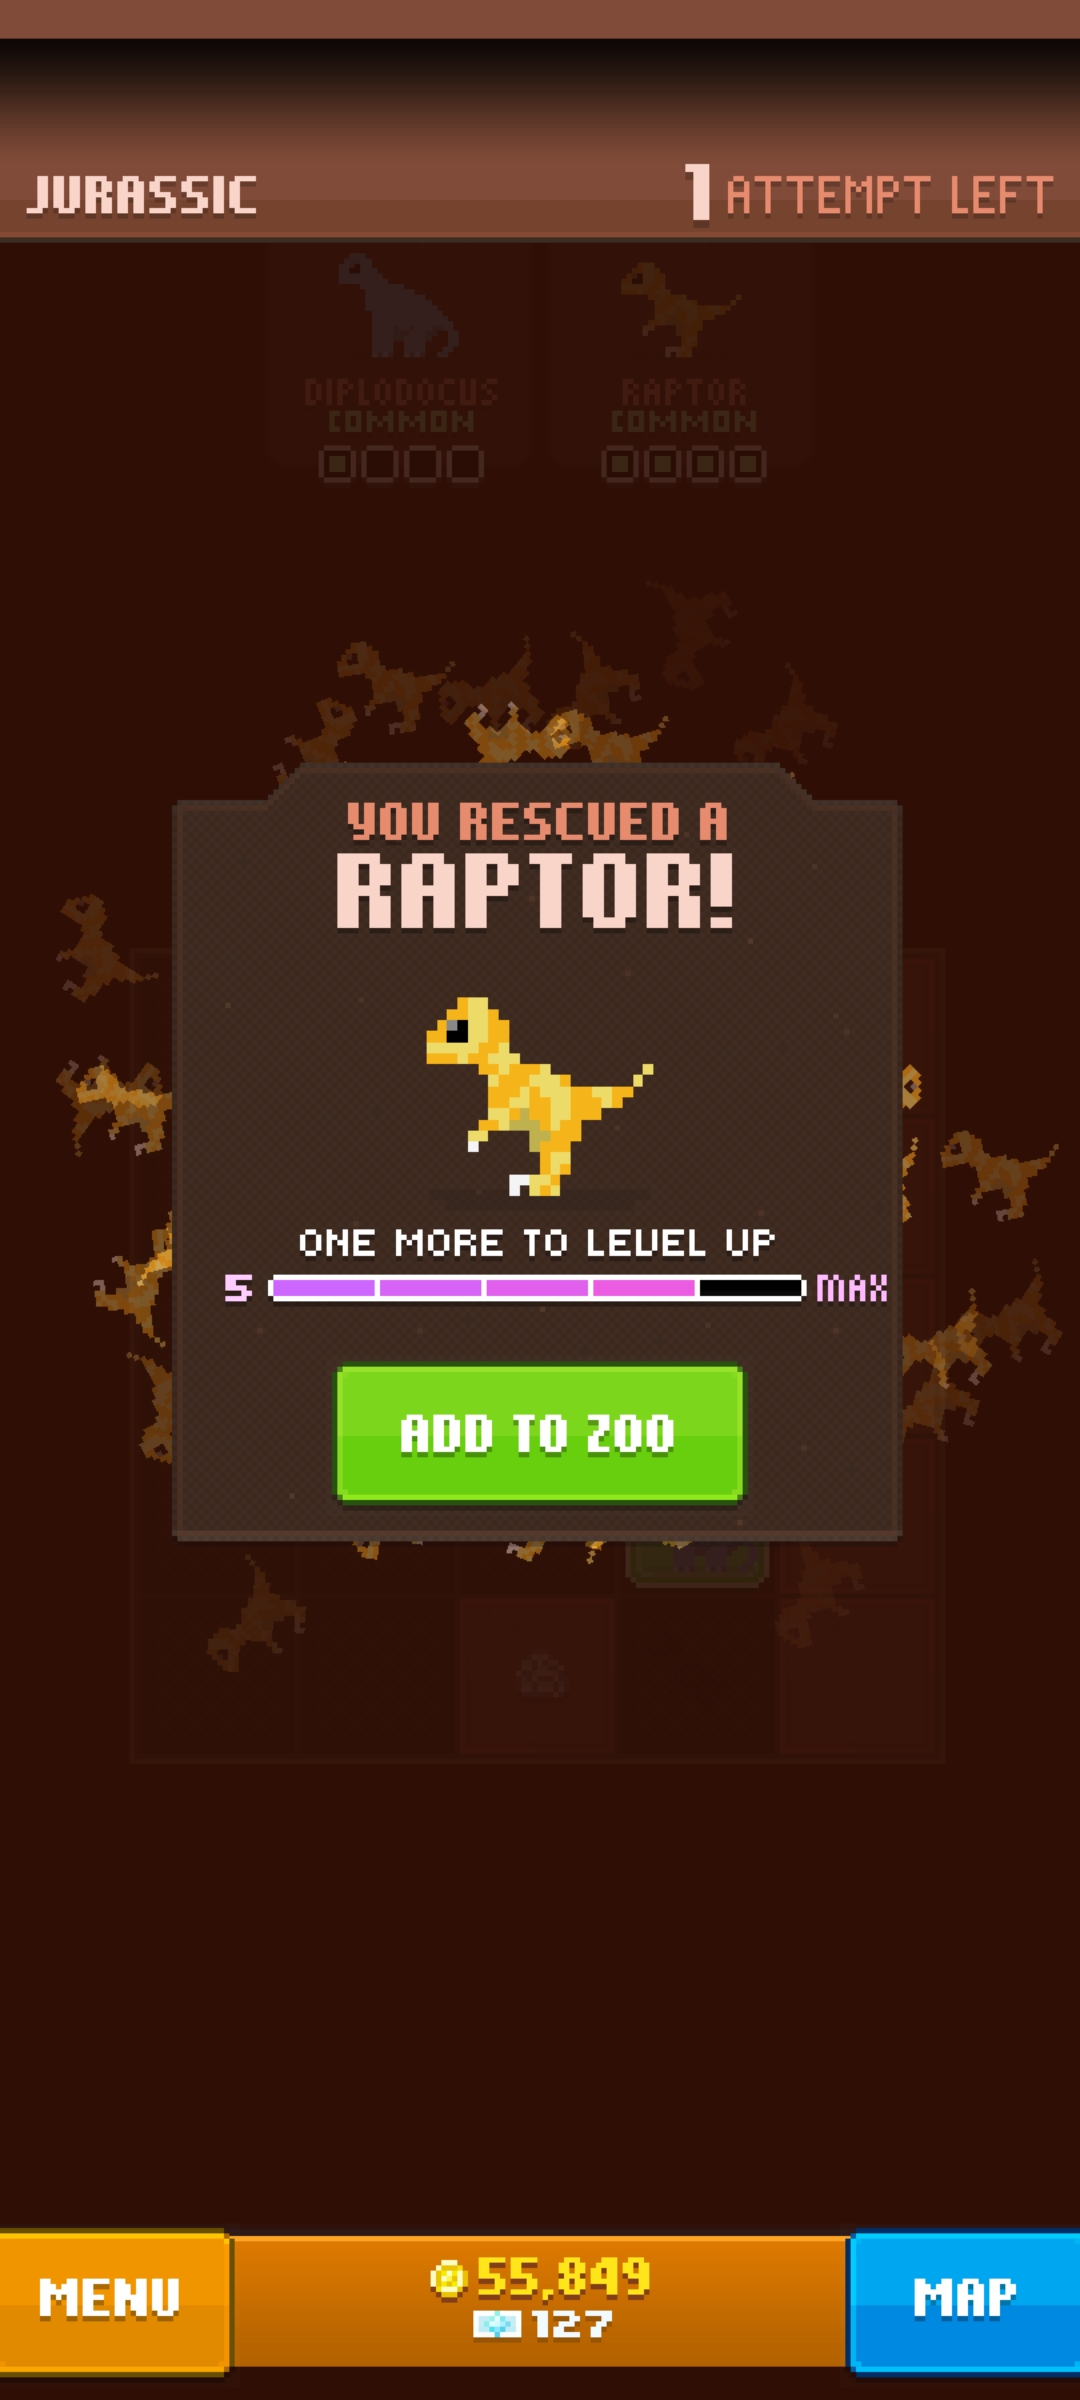 JURASSIC
1 ATTEMPT LEFT
DIPLODOCUS
COMMON
RAPTOR
COMMON
YOU RESCUED A
RAPTOR!
ONE MORE TO LEVEL UP
5 MAX
ADD TO ZOO
MENU
55,849
127
MAP